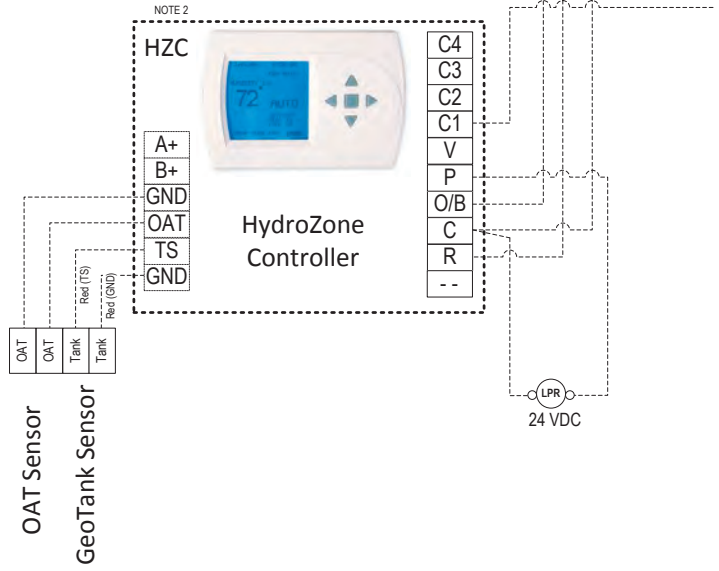 NOTE 2
HZC
72°
AUTO
C4
C3
C2
C1
V
P
O/B
C
R
- -
A+
B+
GND
OAT
TS
GND
HydroZone
Controller
Red (TS)
Red (GND)
OAT
OAT
Tank
Tank
OAT Sensor
GeoTank Sensor
LPR
24 VDC